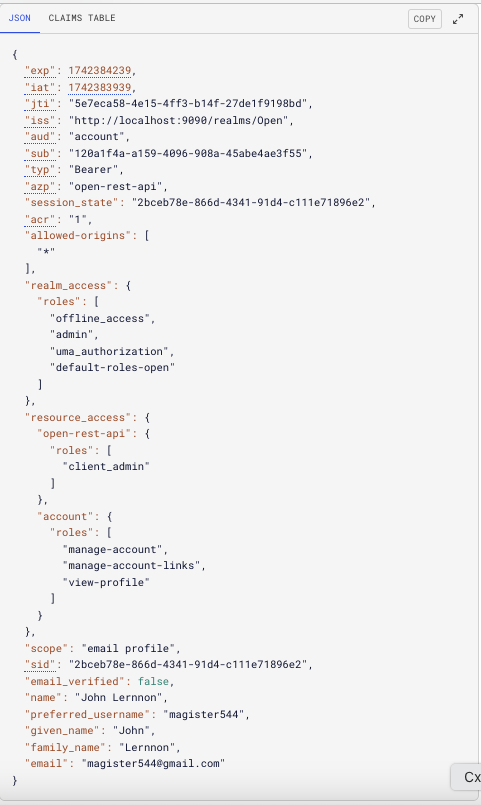 JSON
CLAIMS TABLE
COPY
{
"exp": 1742384239,
"iat": 1742383939,
"jti": "5e7eca58-4e15-4ff3-b14f-27de1f9198bd",
"iss": "http://localhost:9090/realms/Open",
"aud": "account",
"sub": "120a1f4a-a159-4096-908a-45abe4ae3f55",
"typ": "Bearer",
"azp": "open-rest-api",
"session_state": "2bceb78e-866d-4341-91d4-c111e71896e2",
"acr": "1",
"allowed-origins": [
"*"
],
"realm_access": {
"roles": [
"offline_access",
"admin",
"uma_authorization",
"default-roles-open"
]
},
"resource_access": {
"open-rest-api": {
"roles": [
"client_admin"
]
},
"account": {
"roles": [
"manage-account",
"manage-account-links",
"view-profile"
]
}
},
"scope": "email profile",
"sid": "2bceb78e-866d-4341-91d4-c111e71896e2",
"email_verified": false,
"name": "John Lernnon",
"preferred_username": "magister544",
"given_name": "John",
"family_name": "Lernnon",
"email": "magister544@gmail.com"
}
Cx